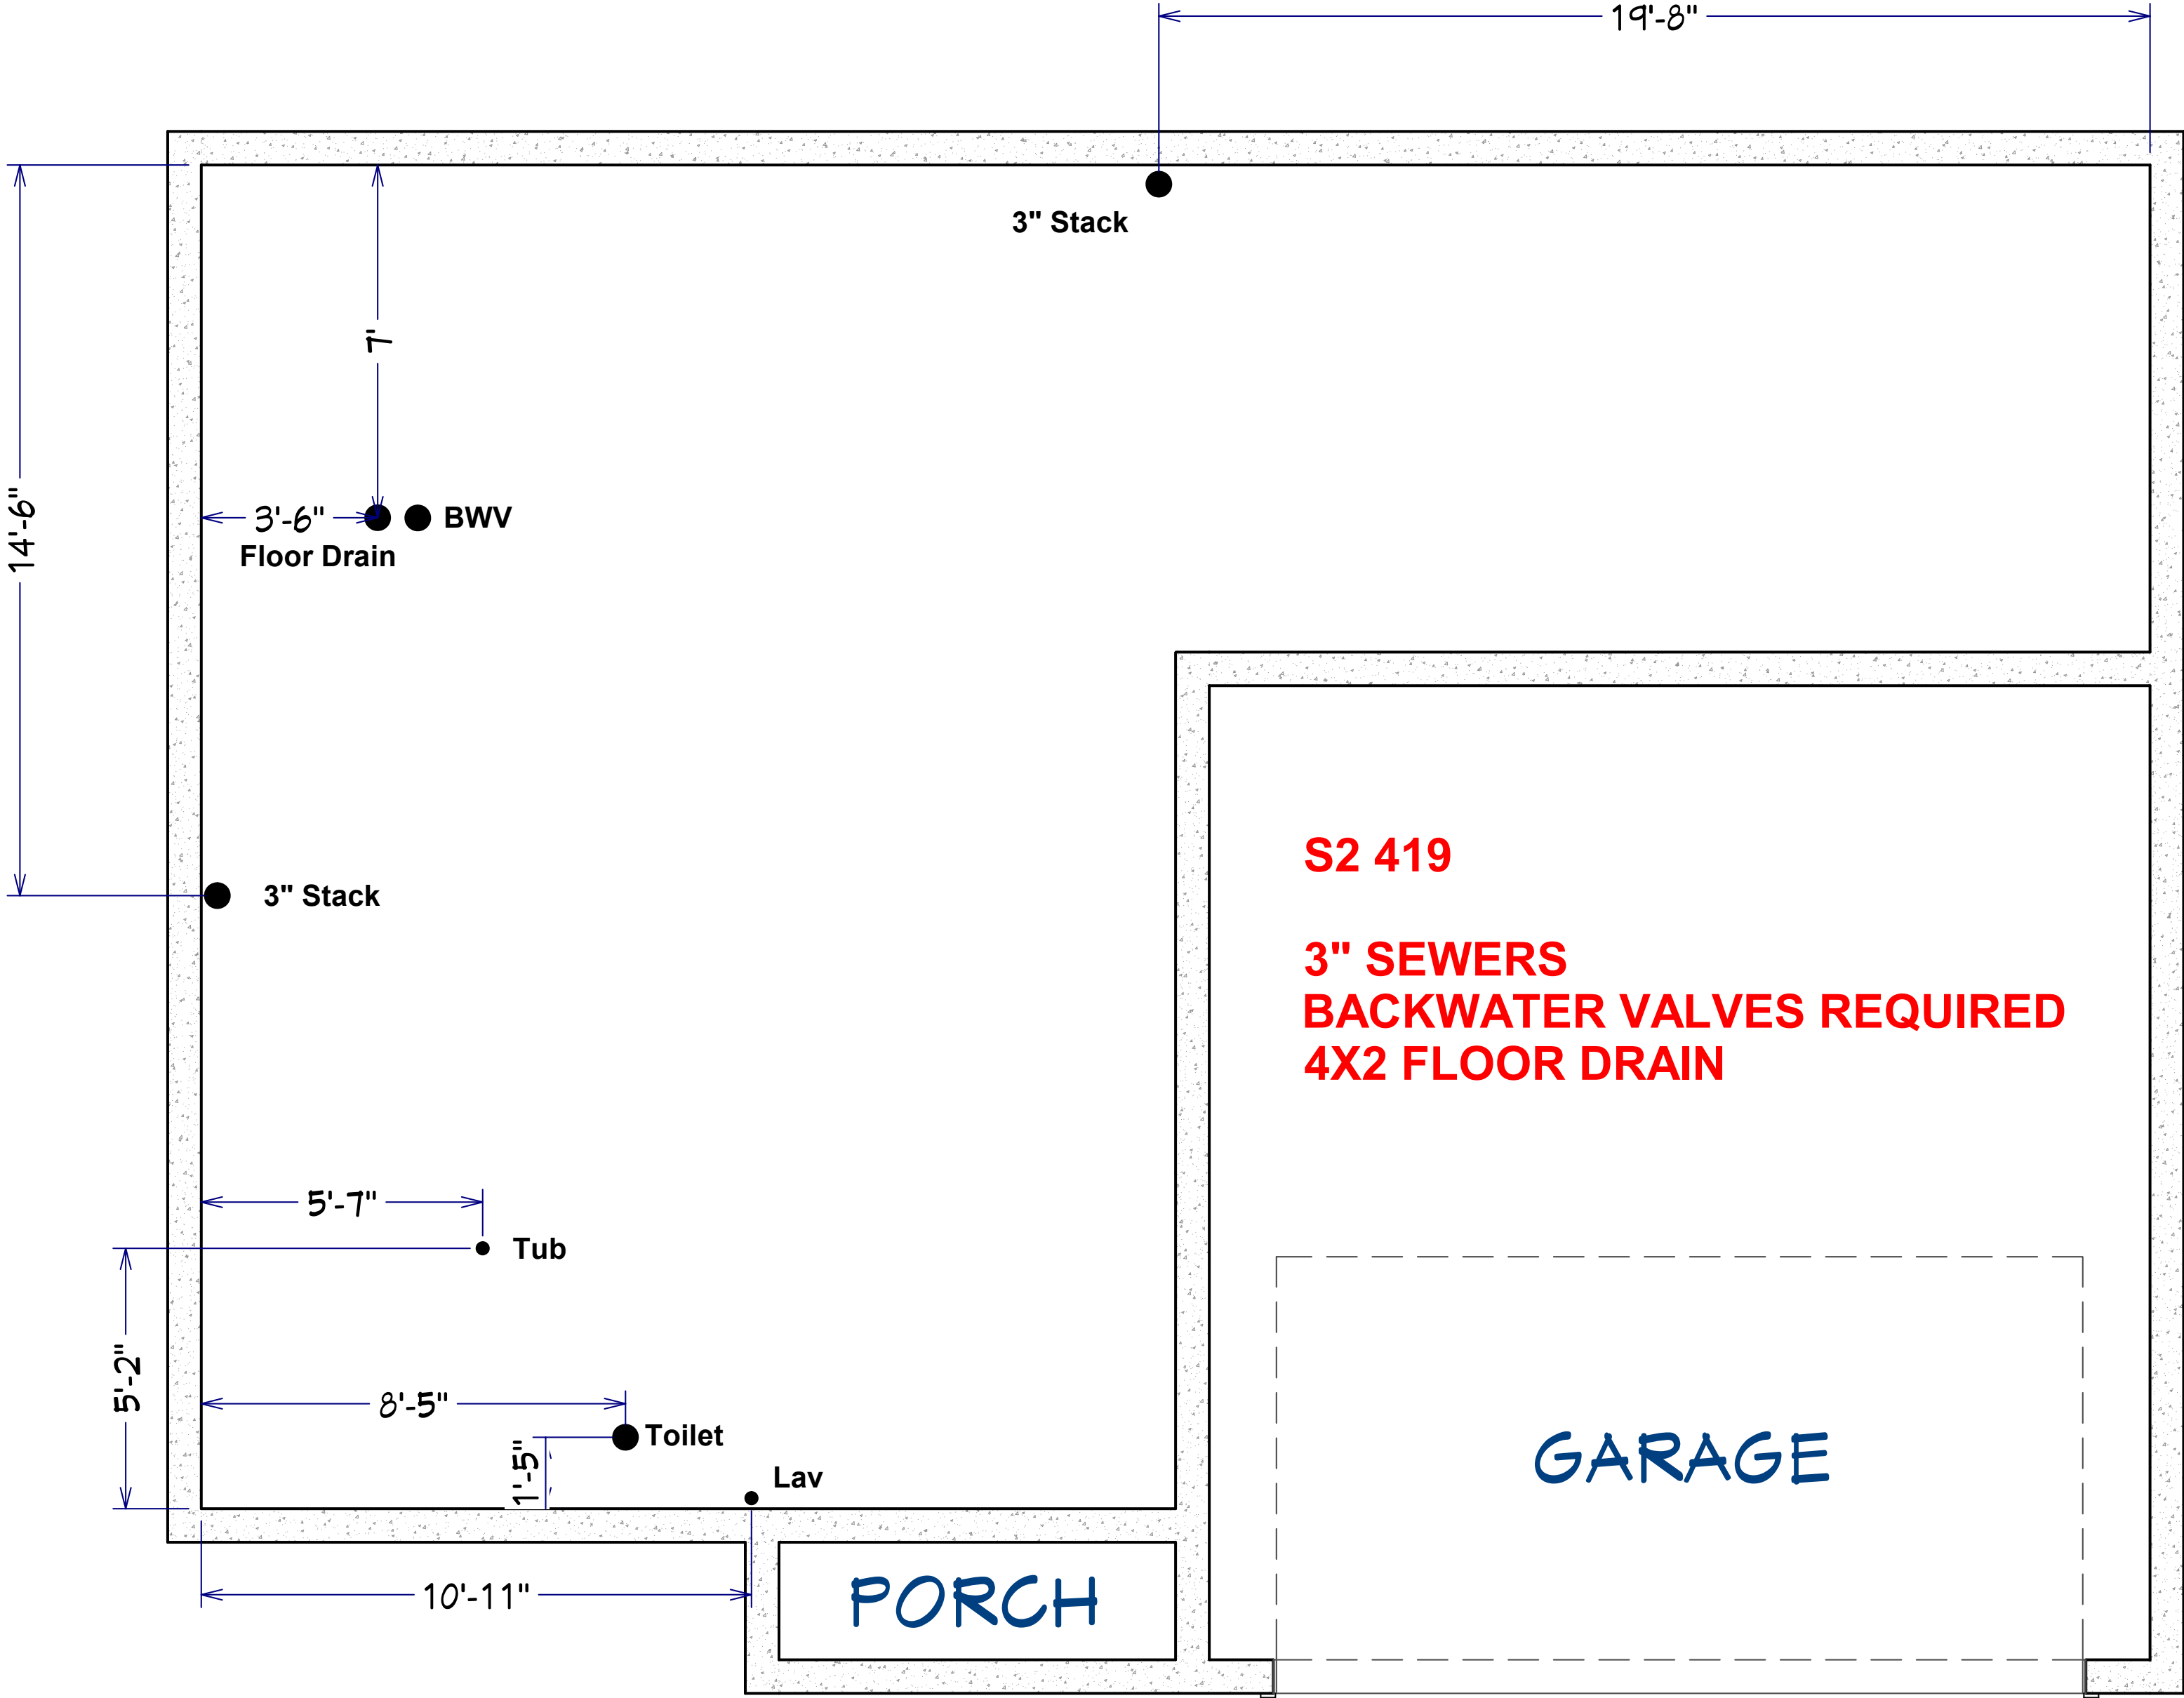 19'-8"
3" Stack
7'
14'-6"
3'-6"
BWV
Floor Drain
S2 419
3" Stack
3" SEWERS
BACKWATER VALVES REQUIRED
4X2 FLOOR DRAIN
5'-7"
Tub
5'-2"
8'-5"
Toilet
1'-5"
Lav
GARAGE
10'-11"
PORCH